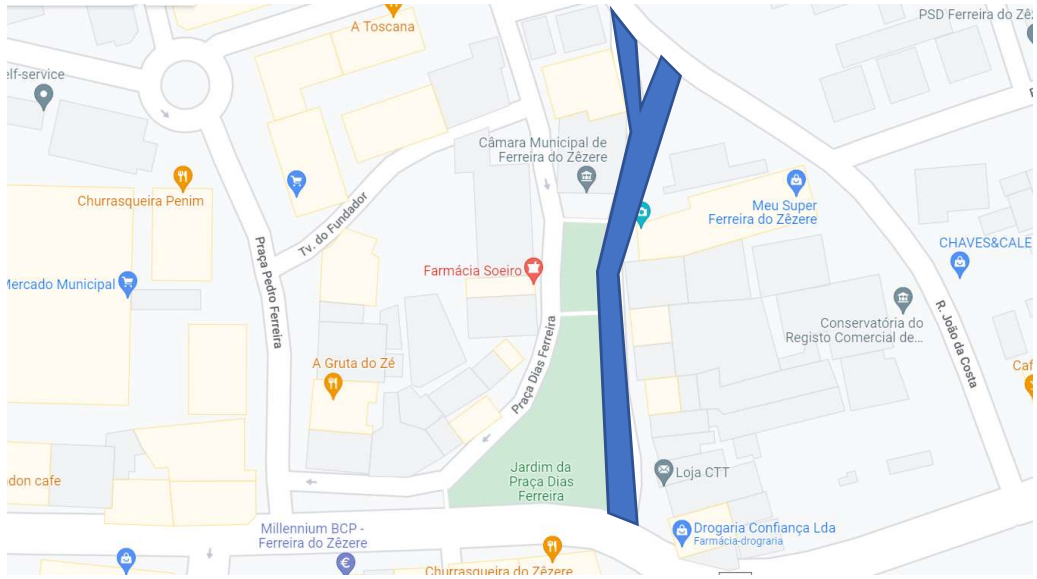 A Toscana
PSD Ferreira do Zê
elf-service
Câmara Municipal de
Ferreira do Zêzere
Churrasqueira Penim
Tv. do Fundador
Meu Super
Ferreira do Zêzere
CHAVES&CALE
Praça Pedro Ferreira
Farmácia Soeiro
Mercado Municipal
Conservatória do
Registo Comercial de...
R. João da Costa
A Gruta do Zé
Praça Dias Ferreira
Caf
Jardim da
Praça Dias
Ferreira
Loja CTT
don cafe
Millennium BCP -
Ferreira do Zêzere
Drogaria Confiança Lda
Farmácia-drograria
Churrasqueira do Zêzere